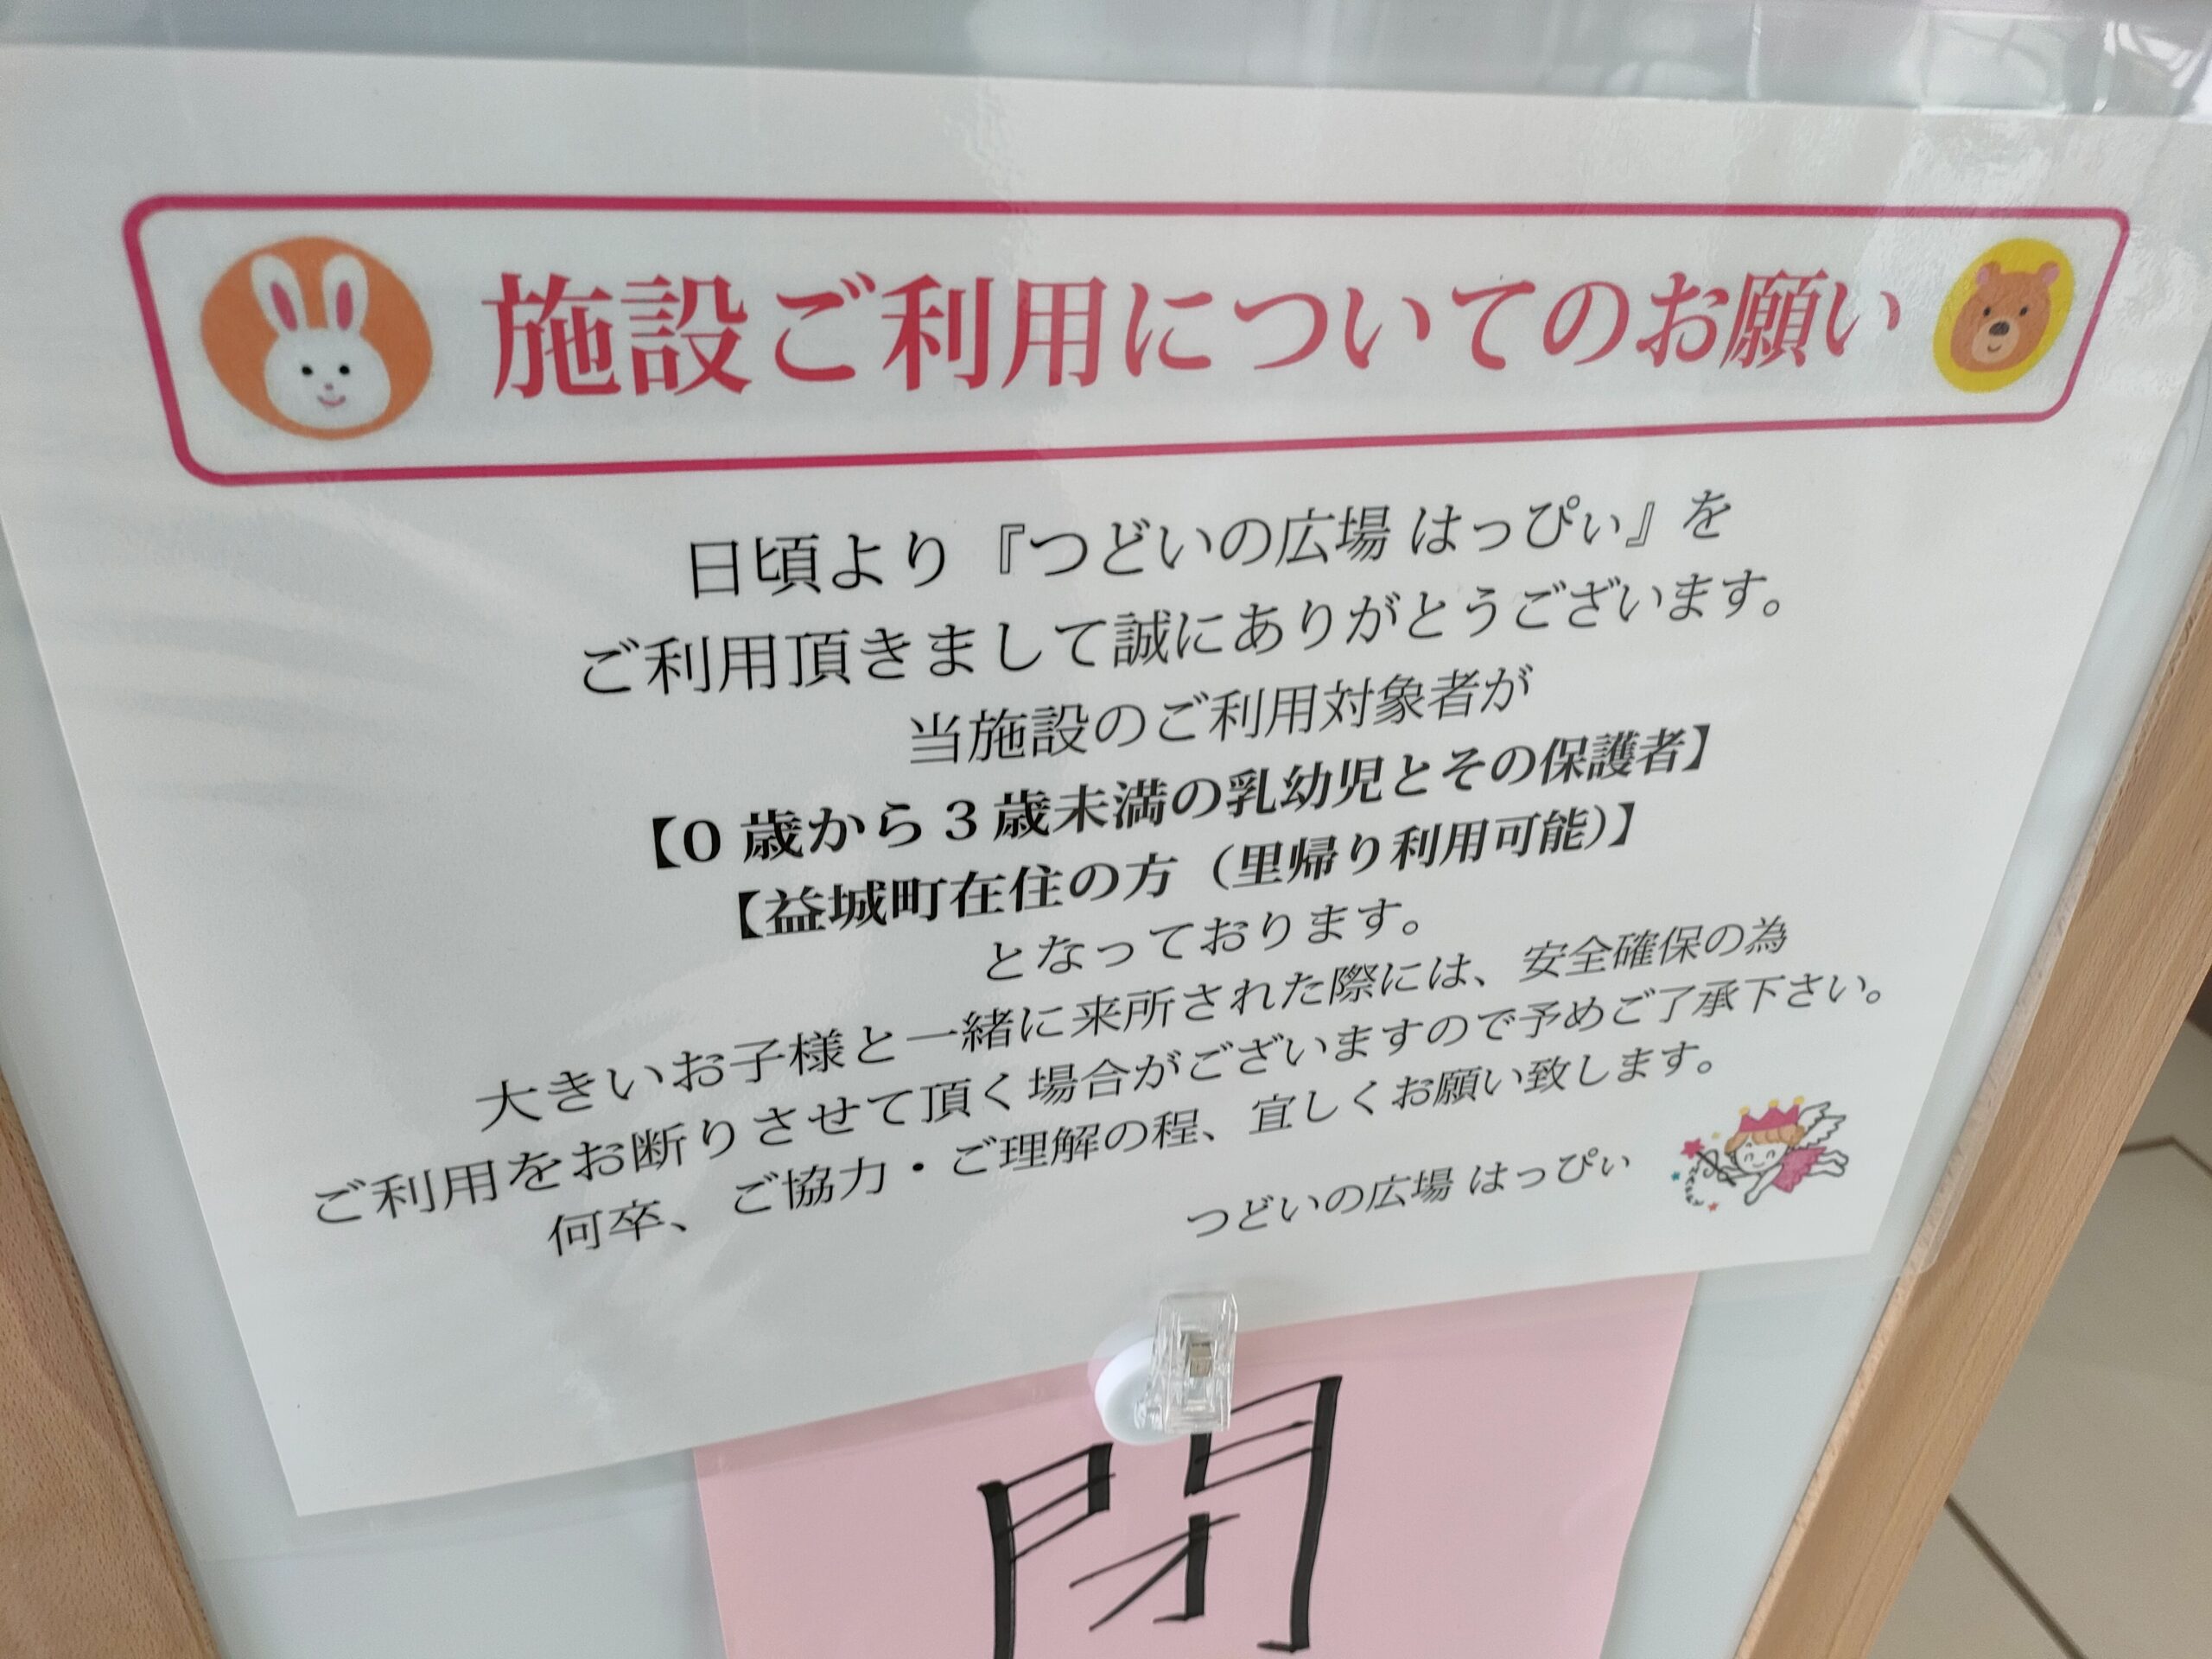 施設ご利用についてのお願い
日頃より『つどいの広場 はっぴぃ』を
ご利用頂きまして誠にありがとうございます。
当施設のご利用対象者が
【0 歳から３歳未満の乳幼児とその保護者】
【益城町在住の方（里帰り利用可能）】
となっております。
大きいお子様と一緒に来所された際には、安全確保の為
ご利用をお断りさせて頂く場合がございますので予めご了承下さい。
何卒、ご協力・ご理解の程、宜しくお願い致します。
つどいの広場 はっぴぃ
閉